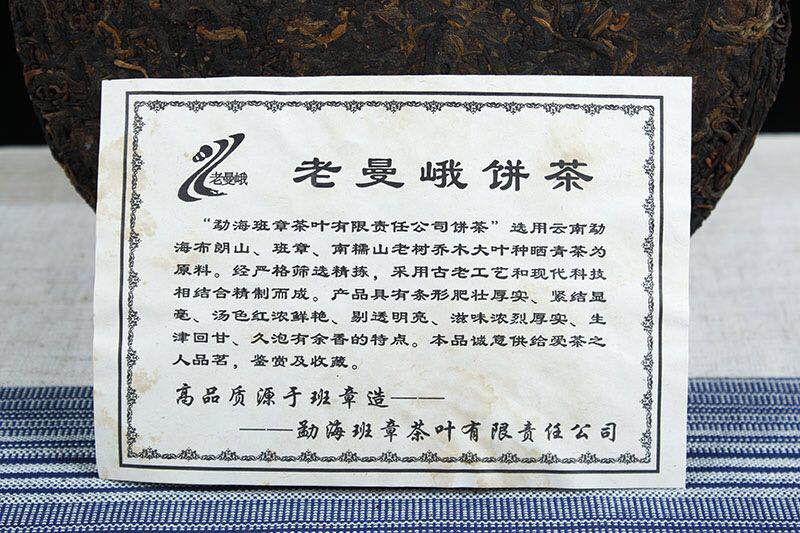 老曼峨
老曼峨饼茶
“勐海班章茶叶有限责任公司饼茶”选用云南勐
海布朗山、班章、南糯山老树乔木大叶种晒青茶为
原料。经严格筛选精拣，采用古老工艺和现代科技
相结合精制而成。产品具有条形肥壮厚实、紧结显
毫、汤色红浓鲜艳、剔透明亮、滋味浓烈厚实、生
津回甘、久泡有余香的特点。本品诚意供给爱茶之
人品茗，鉴赏及收藏。
高品质源于班章造——
——勐海班章茶叶有限责任公司